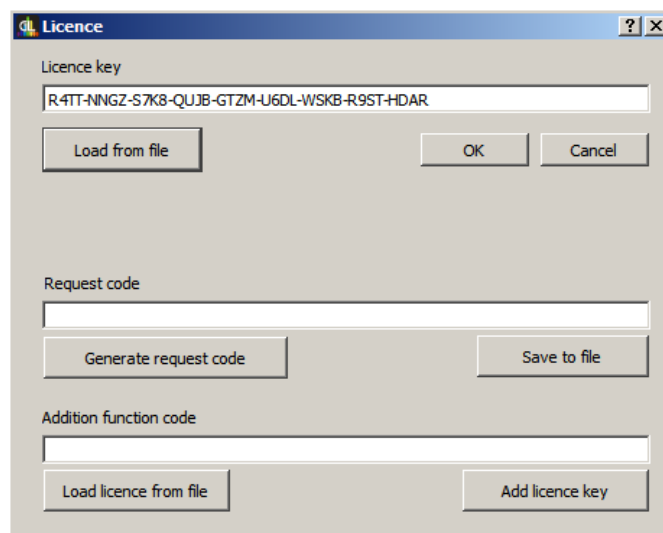 Licence
Licence key
R4TT-NNGZ-S7K8-QUJB-GTZM-U6DL-WSKB-R9ST-HDAR
Load from file OK Cancel
Request code
Generate request code Save to file
Addition function code
Load licence from file Add licence key